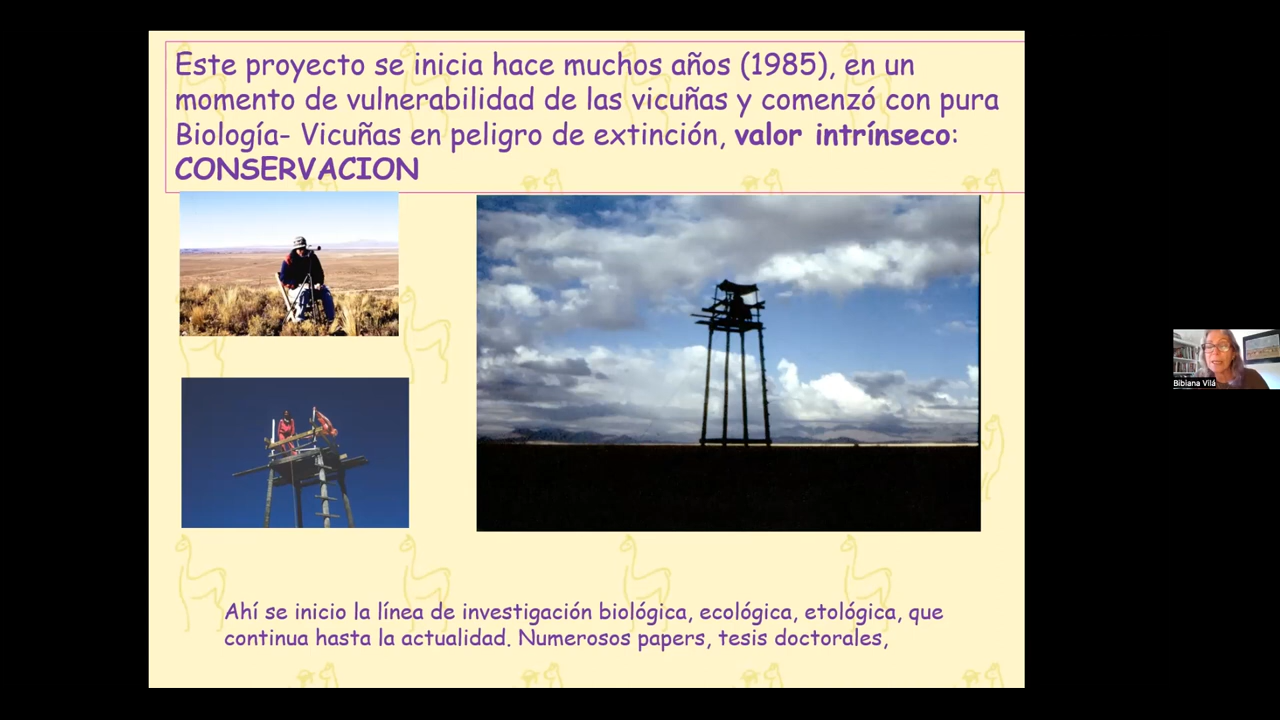 Este proyecto se inicia hace muchos años (1985), en un
momento de vulnerabilidad de las vicuñas y comenzó con pura
Biología- Vicuñas en peligro de extinción, valor intrínseco:
CONSERVACION
Bibiana Vilá
Ahí se inicio la línea de investigación biológica, ecológica, etológica, que
continua hasta la actualidad. Numerosos papers, tesis doctorales,